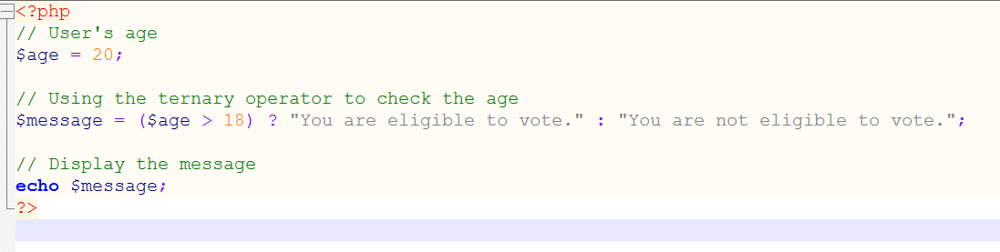 <?php
// User's age
$age = 20;
// Using the ternary operator to check the age
$message = ($age > 18) ? "You are eligible to vote." : "You are not eligible to vote.";
// Display the message
echo $message;
?>